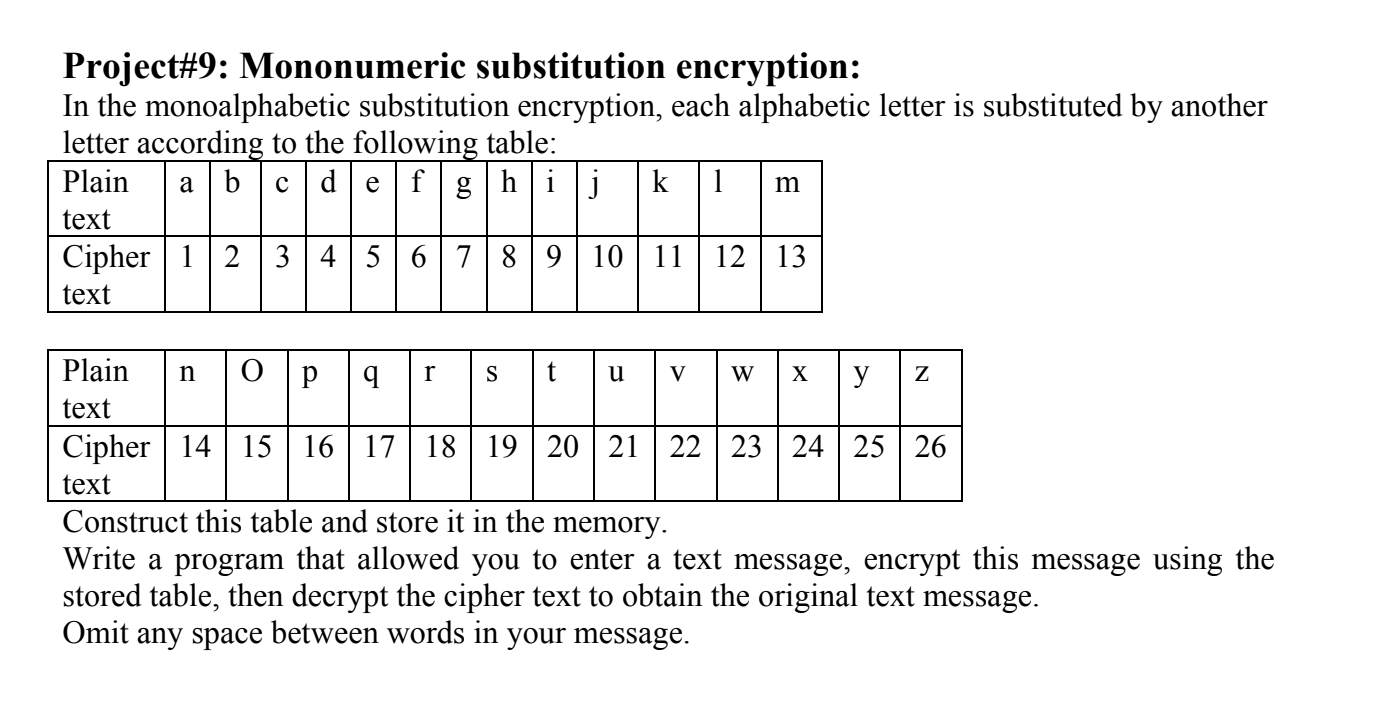 Project#9: Mononumeric substitution encryption:
In the monoalphabetic substitution encryption, each alphabetic letter is substituted by another
letter according to the following table:
Plain a b c d e f g h i j k l m
text
Cipher 1 2 3 4 5 6 7 8 9 10 11 12 13
text
Plain n O p q r s t u v w x y z
text
Cipher 14 15 16 17 18 19 20 21 22 23 24 25 26
text
Construct this table and store it in the memory.
Write a program that allowed you to enter a text message, encrypt this message using the
stored table, then decrypt the cipher text to obtain the original text message.
Omit any space between words in your message.